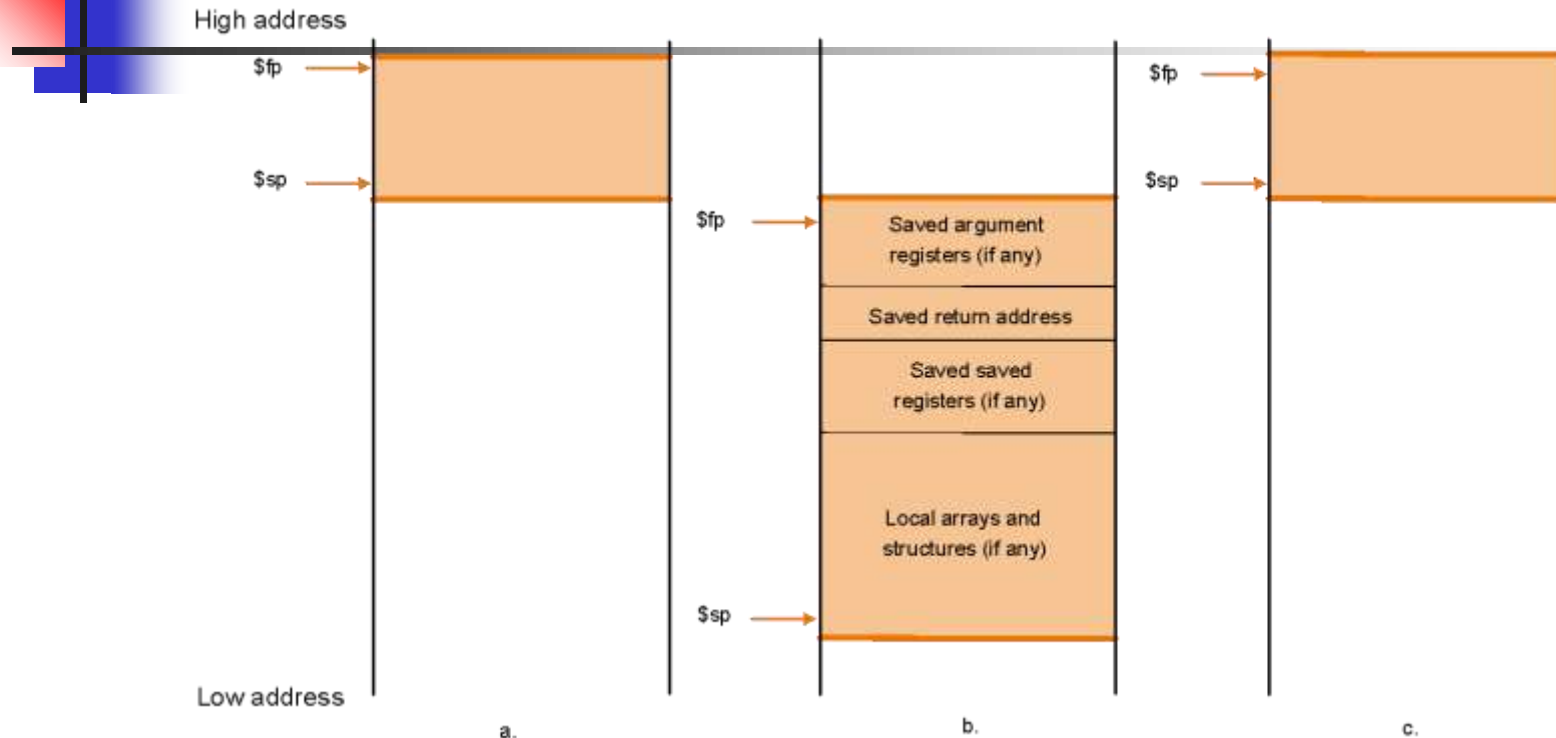 High address
$fp
$sp
$fp
Saved argument
registers (if any)
Saved return address
Saved saved
registers (if any)
Local arrays and
structures (if any)
$sp
$fp
$sp
Low address
a.
b.
c.